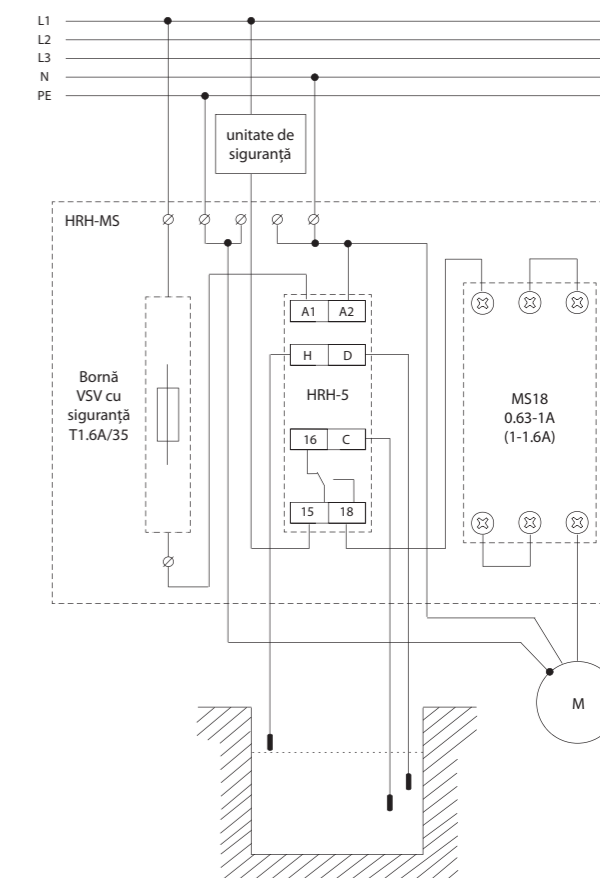 L1
L2
L3
N
PE
unitate de
siguranță
HRH-MS
A1 A2
H D
HRH-5
16 C
15 18
Bornă
VSV cu
siguranță
T1.6A/35
MS18
0.63-1A
(1-1.6A)
M